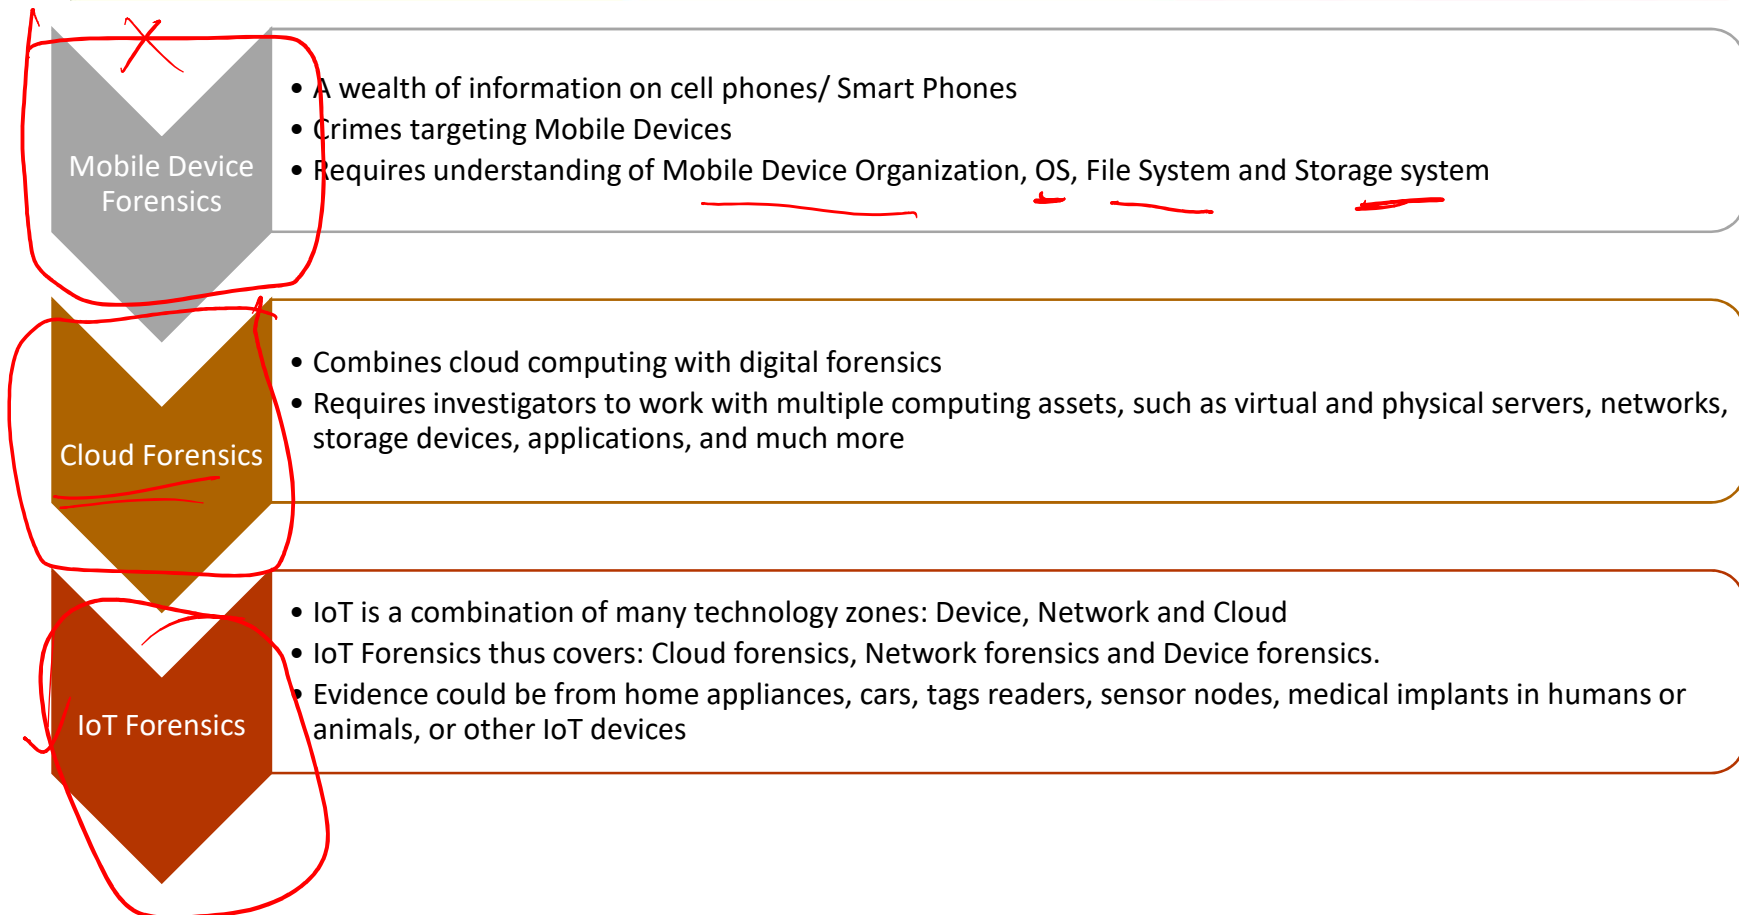 Mobile Device
Forensics
• A wealth of information on cell phones/ Smart Phones
• Crimes targeting Mobile Devices
• Requires understanding of Mobile Device Organization, OS, File System and Storage system
Cloud Forensics
• Combines cloud computing with digital forensics
• Requires investigators to work with multiple computing assets, such as virtual and physical servers, networks,
storage devices, applications, and much more
IoT Forensics
• IoT is a combination of many technology zones: Device, Network and Cloud
• IoT Forensics thus covers: Cloud forensics, Network forensics and Device forensics.
• Evidence could be from home appliances, cars, tags readers, sensor nodes, medical implants in humans or
animals, or other IoT devices